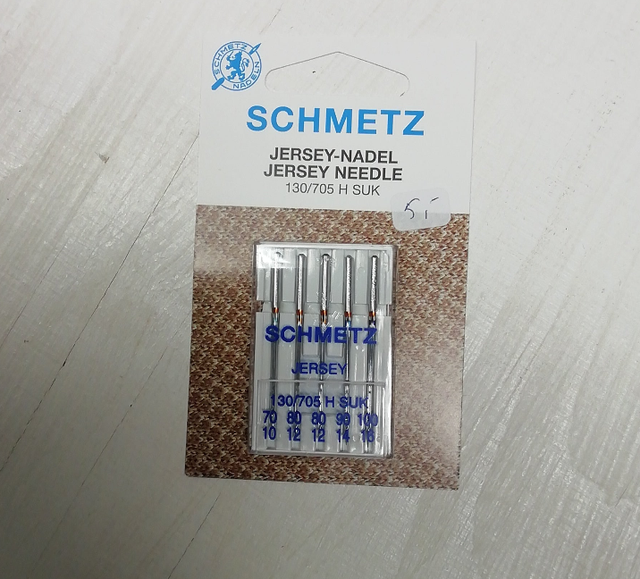 SCHMETZ
NADELN
SCHMETZ
JERSEY-NADEL
JERSEY NEEDLE
130/705 H SUK
SCHMETZ
JERSEY
130/705 H SUK
70 80 80 90 100
10 12 12 14 16